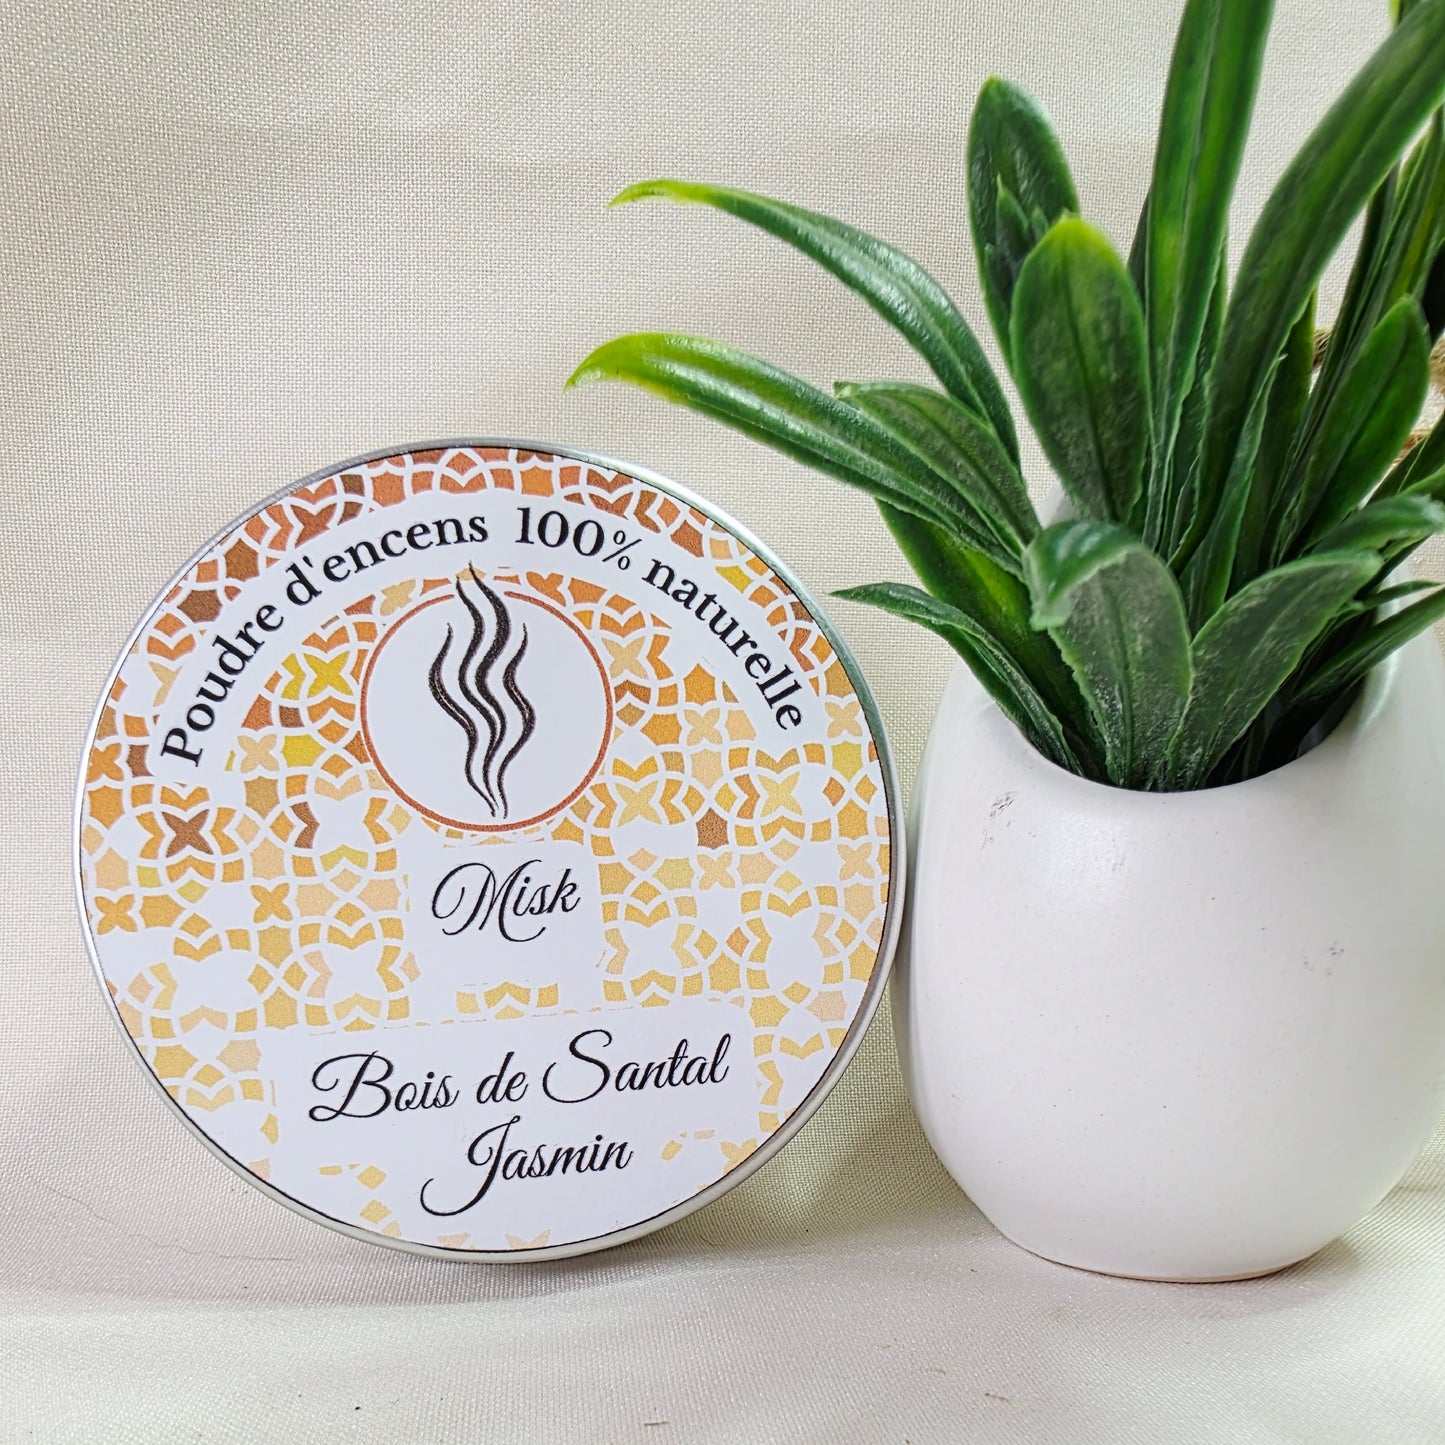 Poudre d'encens 100% naturelle
Misk
Bois de Santal
Jasmin